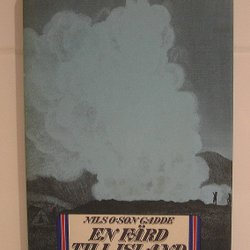 NILS O:SON GADDE
EN FÄRD
TILL ISLAND